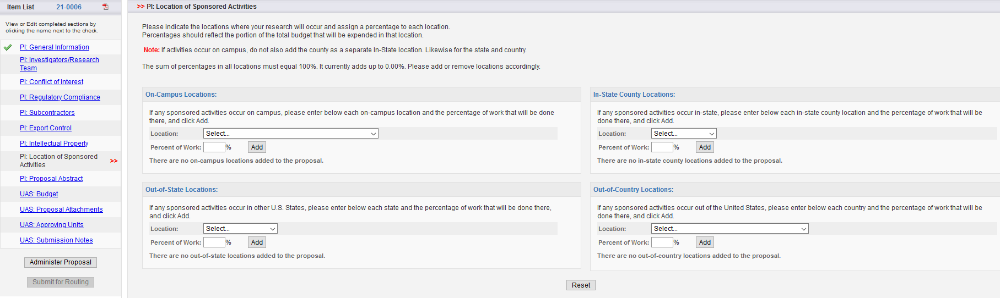 Item List 21-0006
View or Edit completed sections by
clicking the name next to the check.
PI: General Information
PI: Investigators/Research
Team
PI: Conflict of Interest
PI: Regulatory Compliance
PI: Subcontractors
PI: Export Control
PI: Intellectual Property
PI: Location of Sponsored
Activities >>
PI: Proposal Abstract
UAS: Budget
UAS: Proposal Attachments
UAS: Approving Units
UAS: Submission Notes
Administer Proposal
Submit for Routing
>> PI: Location of Sponsored Activities
Please indicate the locations where your research will occur and assign a percentage to each location.
Percentages should reflect the portion of the total budget that will be expended in that location.
Note: If activities occur on campus, do not also add the county as a separate In-State location. Likewise for the state and country.
The sum of percentages in all locations must equal 100%. It currently adds up to 0.00%. Please add or remove locations accordingly.
On-Campus Locations:
If any sponsored activities occur on campus, please enter below each on-campus location and the percentage of work that will be done
there, and click Add.
Location: Select...
Percent of Work: % Add
There are no on-campus locations added to the proposal.
In-State County Locations:
If any sponsored activities occur in-state, please enter below each in-state county location and the percentage of work that will be
done there, and click Add.
Location: Select...
Percent of Work: % Add
There are no in-state county locations added to the proposal.
Out-of-State Locations:
If any sponsored activities occur in other U.S. States, please enter below each state and the percentage of work that will be done there,
and click Add.
Location: Select...
Percent of Work: % Add
There are no out-of-state locations added to the proposal.
Out-of-Country Locations:
If any sponsored activities occur out of the United States, please enter below each country and the percentage of work that will be
done there, and click Add.
Location: Select...
Percent of Work: % Add
There are no out-of-country locations added to the proposal.
Reset